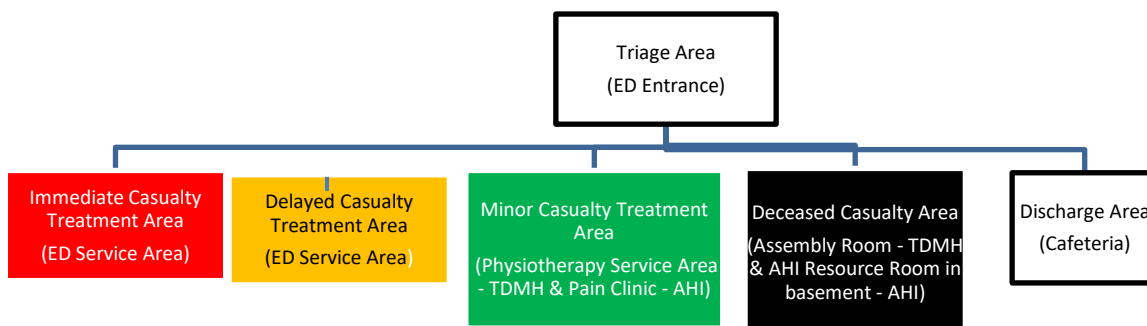 Triage Area
(ED Entrance)
Immediate Casualty
Treatment Area
(ED Service Area)
Delayed Casualty
Treatment Area
(ED Service Area)
Minor Casualty Treatment
Area
(Physiotherapy Service Area
- TDMH & Pain Clinic - AHI)
Deceased Casualty Area
(Assembly Room - TDMH
& AHI Resource Room in
basement - AHI)
Discharge Area
(Cafeteria)